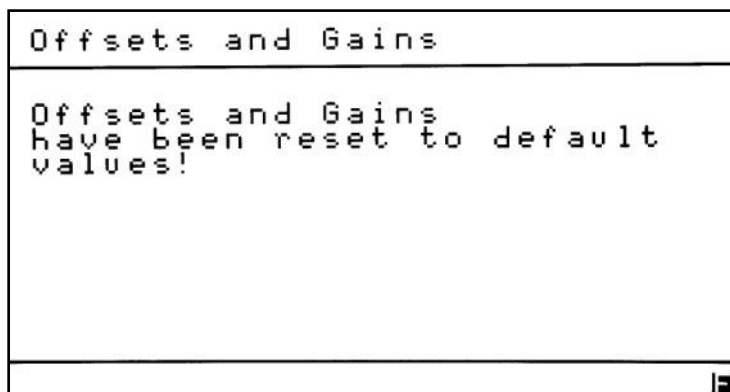 Offsets and Gains
Offsets and Gains
have been reset to default
values!